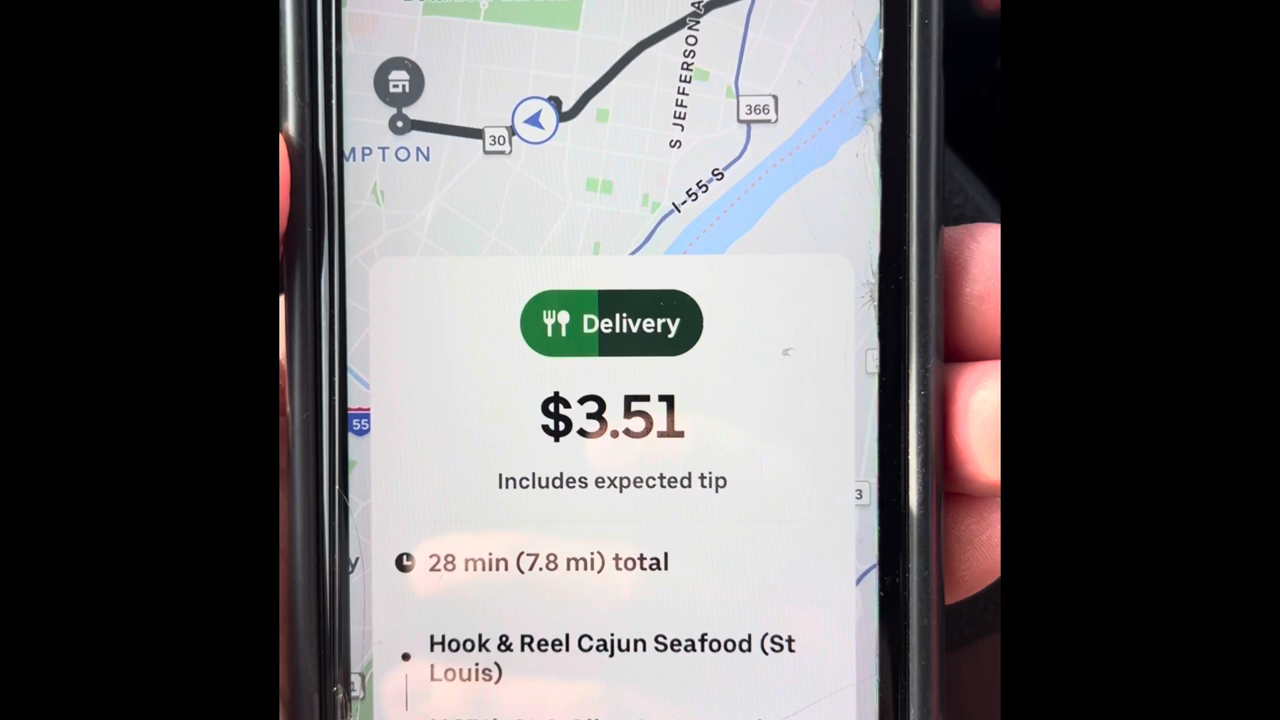 S JEFFERSON A
366
30
MPTON
I-55 S
Delivery
$3.51
55
Includes expected tip
3
28 min (7.8 mi) total
y
Hook & Reel Cajun Seafood (St
Louis)